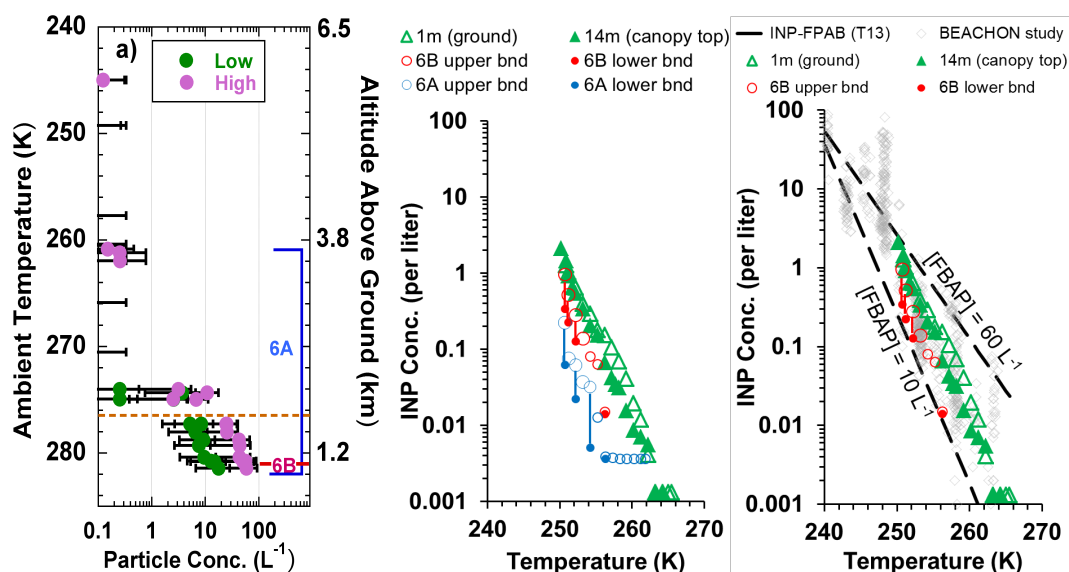 a)
Low
High
240
250
260
270
280
Ambient Temperature (K)
0.1
1
10
100
Particle Conc. (L-1)
6.5
3.8
1.2
Altitude Above Ground (km)
6A
6B
1m (ground)
14m (canopy top)
6B upper bnd
6B lower bnd
6A upper bnd
6A lower bnd
100
10
1
0.1
0.01
0.001
INP Conc. (per liter)
240
250
260
270
Temperature (K)
INP-FPAB (T13)
BEACHON study
1m (ground)
14m (canopy top)
6B upper bnd
6B lower bnd
100
10
1
0.1
0.01
0.001
INP Conc. (per liter)
[FBAP] = 60 L-1
[FBAP] = 10 L-1
240
250
260
270
Temperature (K)